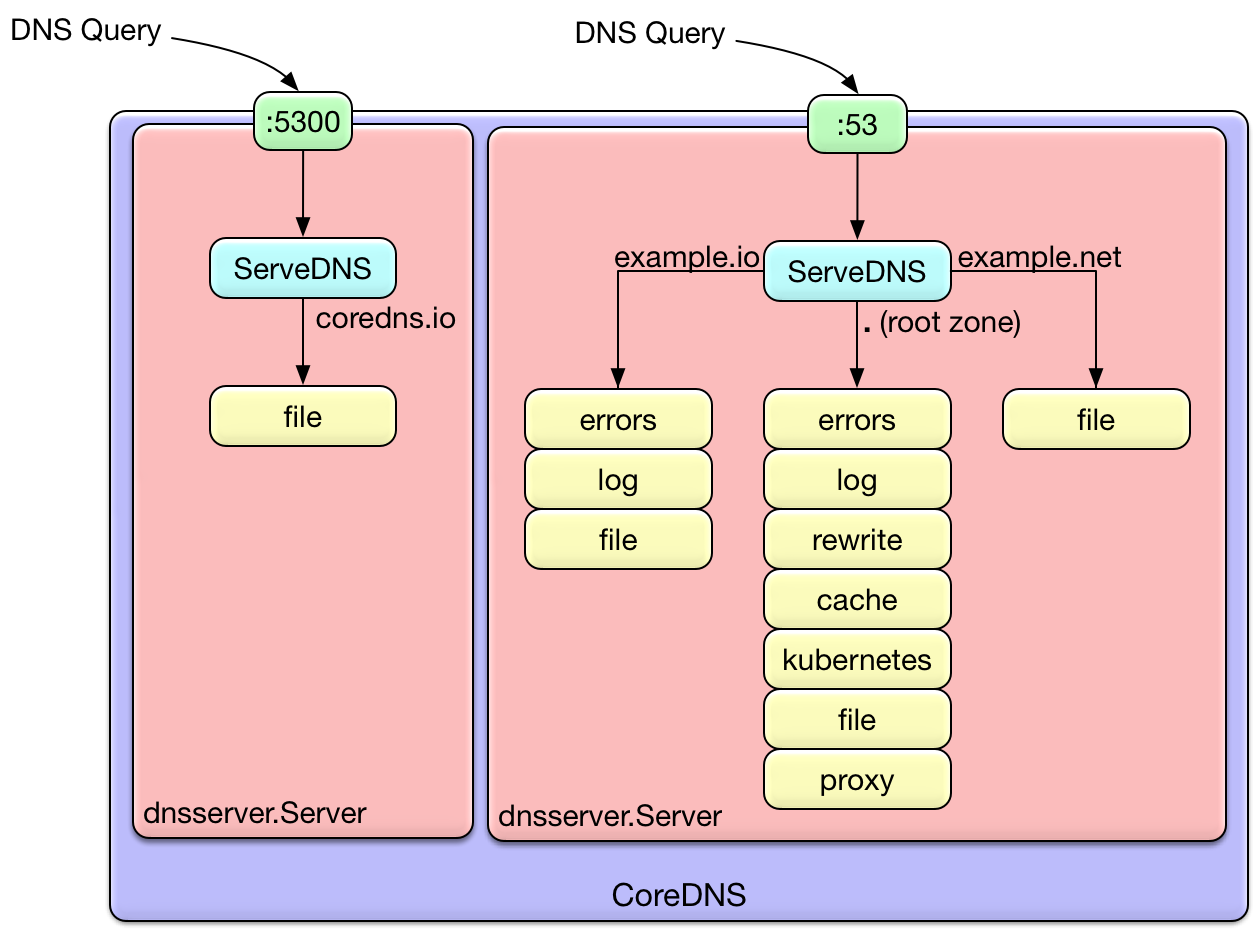 DNS Query
DNS Query
:5300
:53
ServeDNS
coredns.io
file
example.io
ServeDNS
example.net
. (root zone)
errors
log
file
errors
log
rewrite
cache
kubernetes
file
proxy
file
dnsserver.Server
dnsserver.Server
CoreDNS